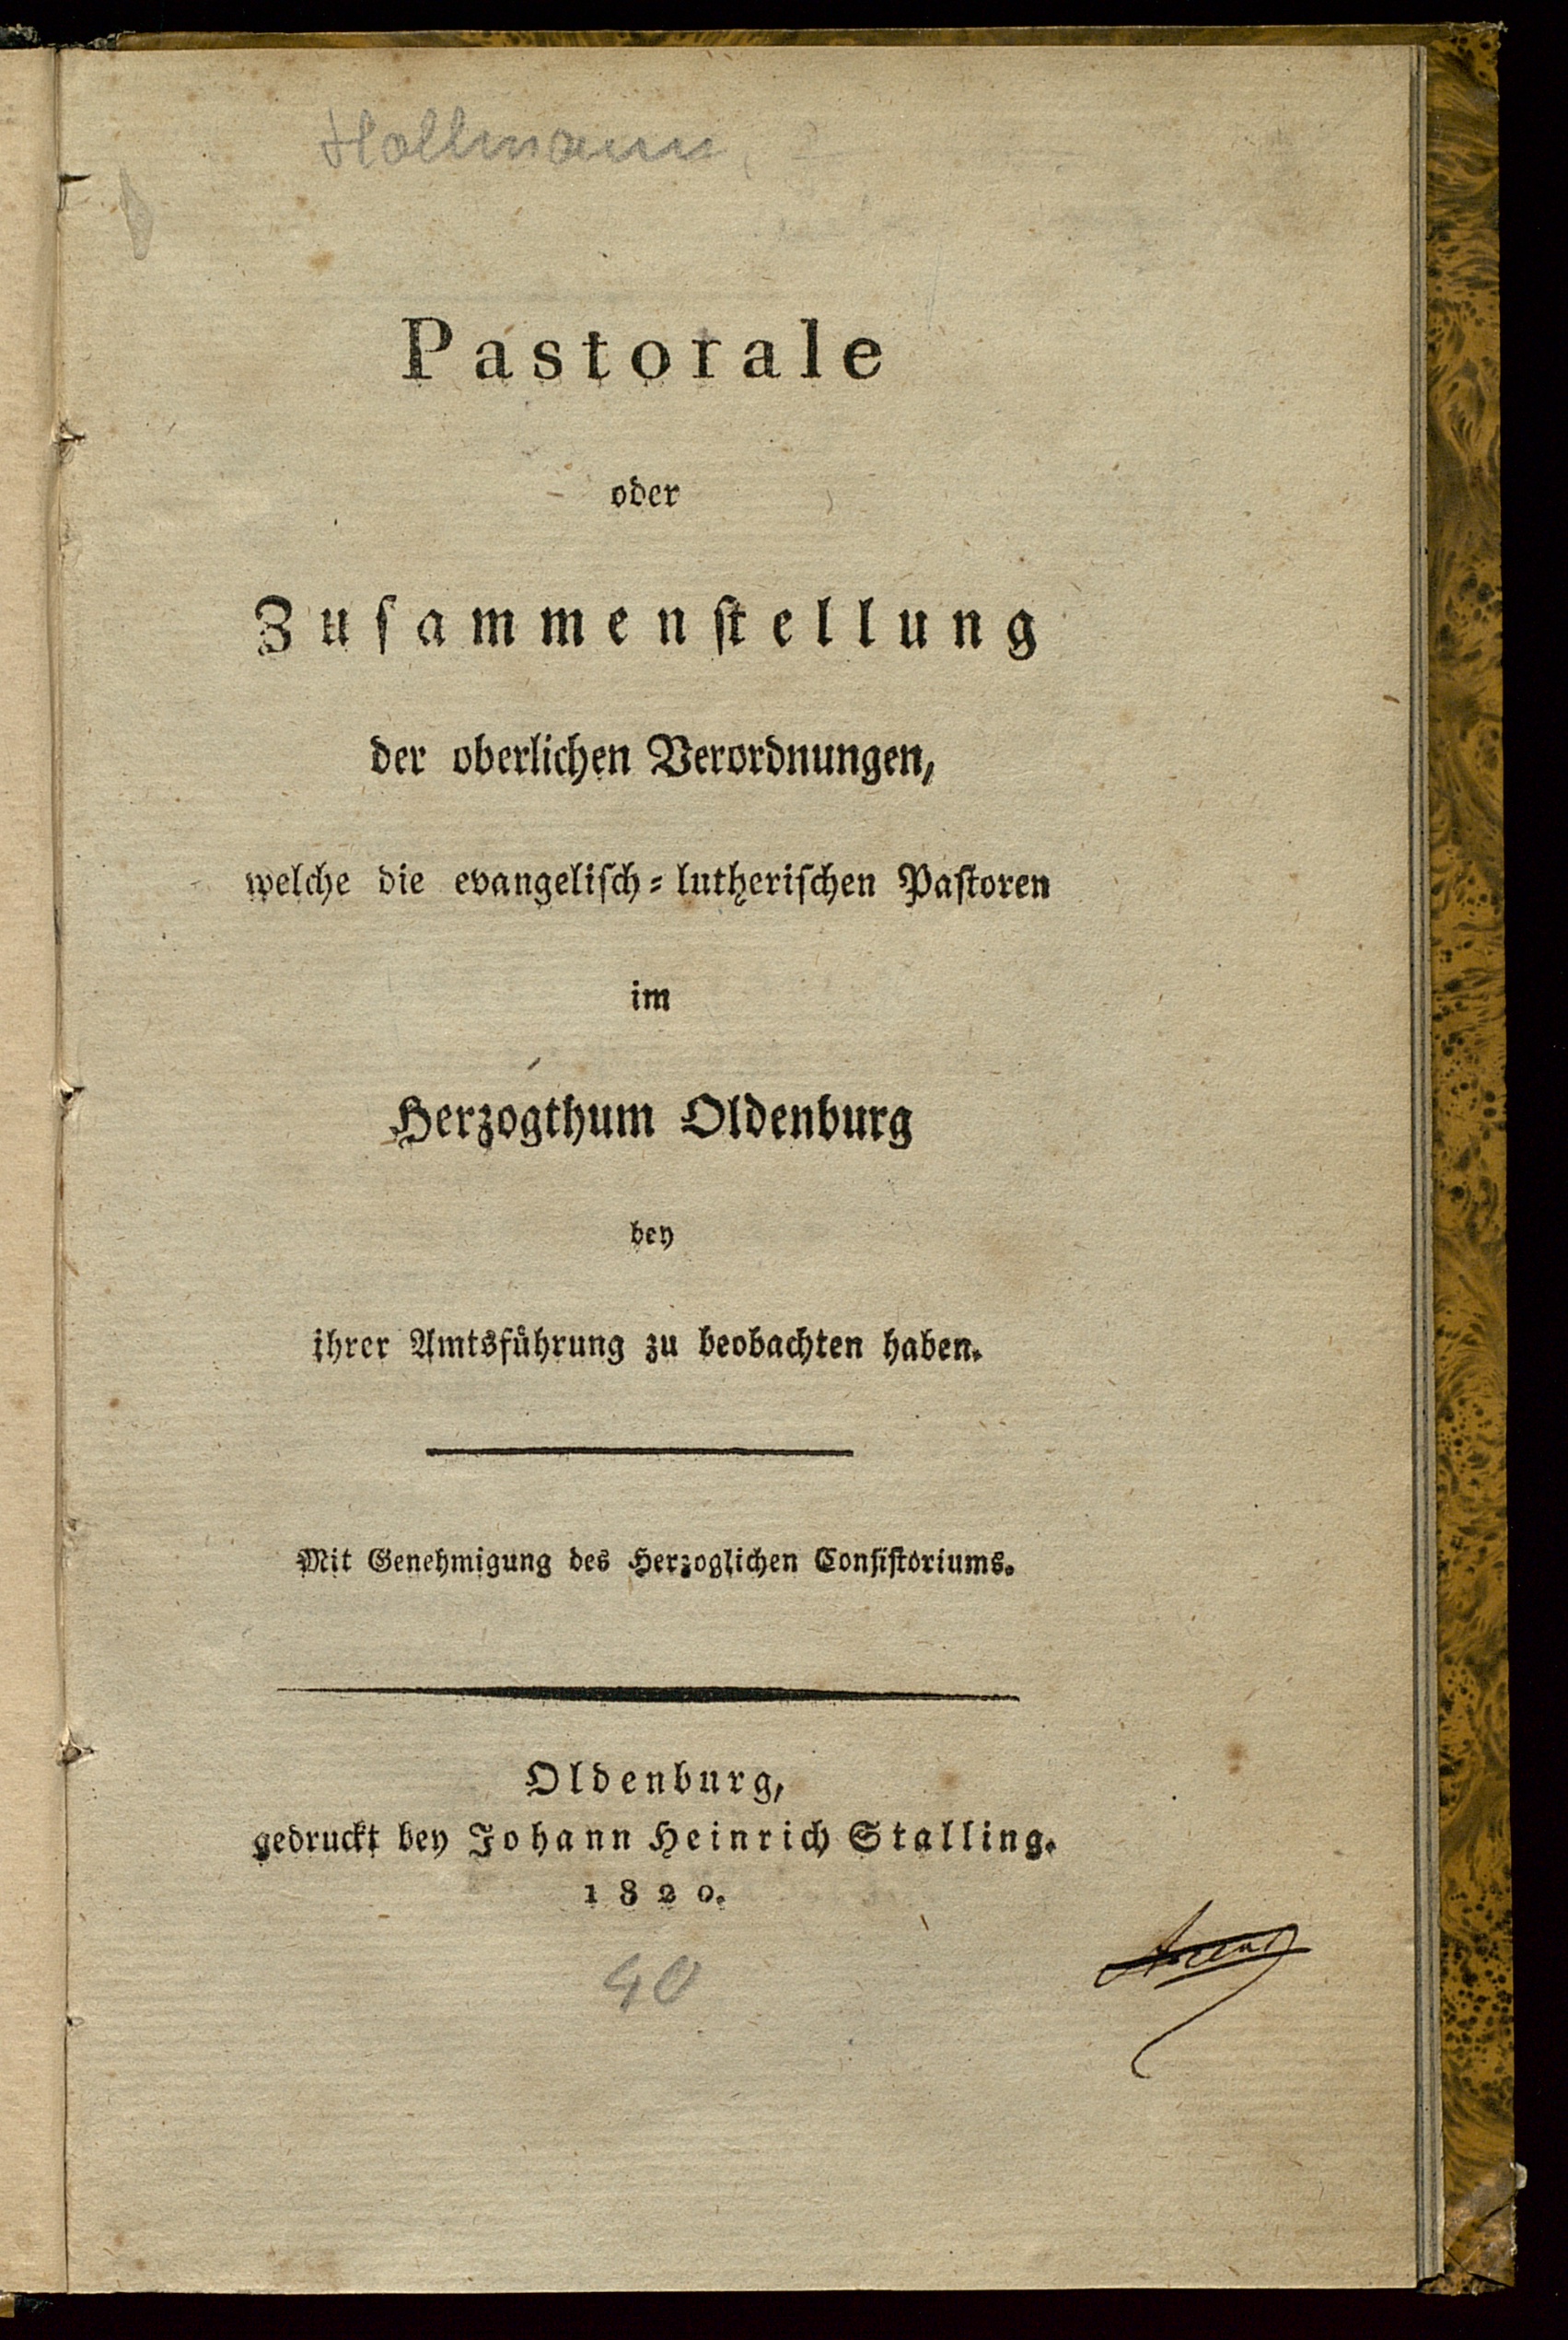 Hollmann,
Pastorale
oder
Zuſammenſtellung
der oberlichen Verordnungen,
welche die evangeliſch-lutheriſchen Paſtoren
im
Herzogthum Oldenburg
bey
ihrer Amtsführung zu beobachten haben.
Mit Genehmigung des Herzoglichen Conſiſtoriums.
Oldenburg,
gedruckt bey Johann Heinrich Stalling.
1820.
40